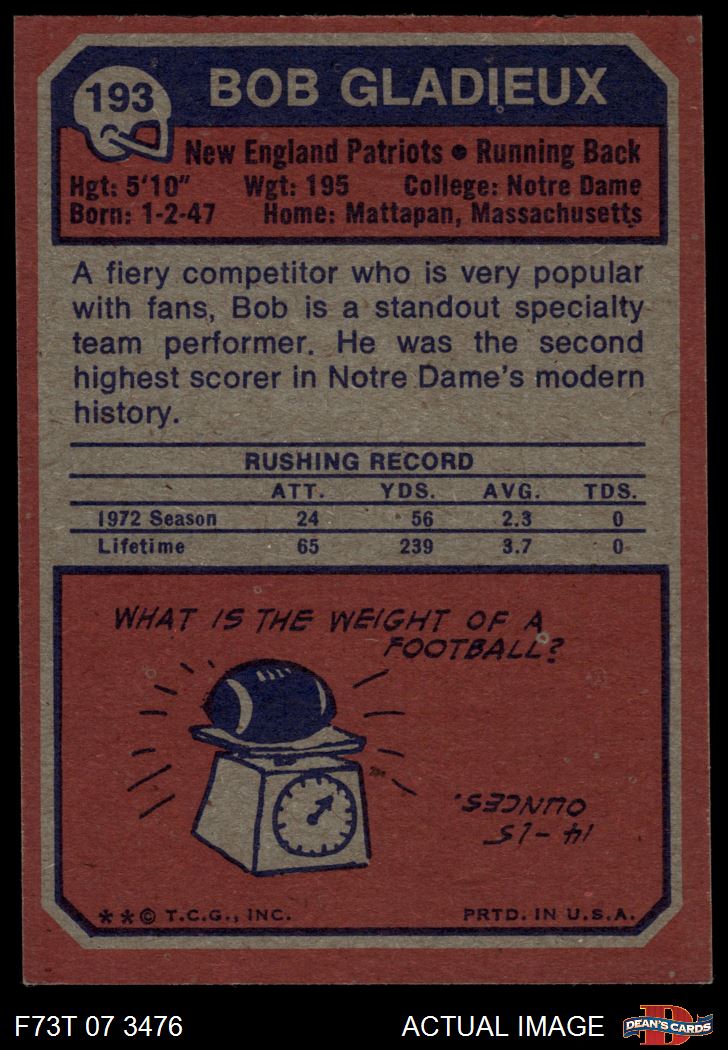 193
BOB GLADIEUX
New England Patriots • Running Back
Hgt: 5'10" Wgt: 195 College: Notre Dame
Born: 1-2-47 Home: Mattapan, Massachusetts
A fiery competitor who is very popular
with fans, Bob is a standout specialty
team performer. He was the second
highest scorer in Notre Dame's modern
history.
RUSHING RECORD
ATT. YDS. AVG. TDS.
1972 Season 24 56 2.3 0
Lifetime 65 239 3.7 0
WHAT IS THE WEIGHT OF A
FOOTBALL?
14-15
OUNCES.
**© T.C.G., INC. PRTD. IN U.S.A.
F73T 07 3476 ACTUAL IMAGE
D
DEAN'S CARDS